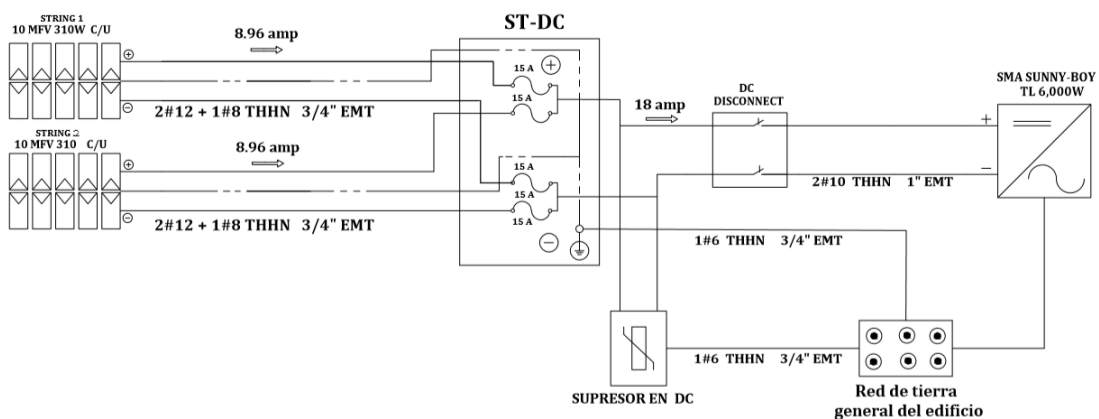 STRING 1
10 MFV 310W C/U
8.96 amp
2#12 + 1#8 THHN 3/4" EMT
STRING 2
10 MFV 310 C/U
8.96 amp
2#12 + 1#8 THHN 3/4" EMT
ST-DC
15 A
15 A
15 A
15 A
15 A
18 amp
DC
DISCONNECT
2#10 THHN 1" EMT
SMA SUNNY-BOY
TL 6,000W
1#6 THHN 3/4" EMT
1#6 THHN 3/4" EMT
SUPRESOR EN DC
Red de tierra
general del edificio